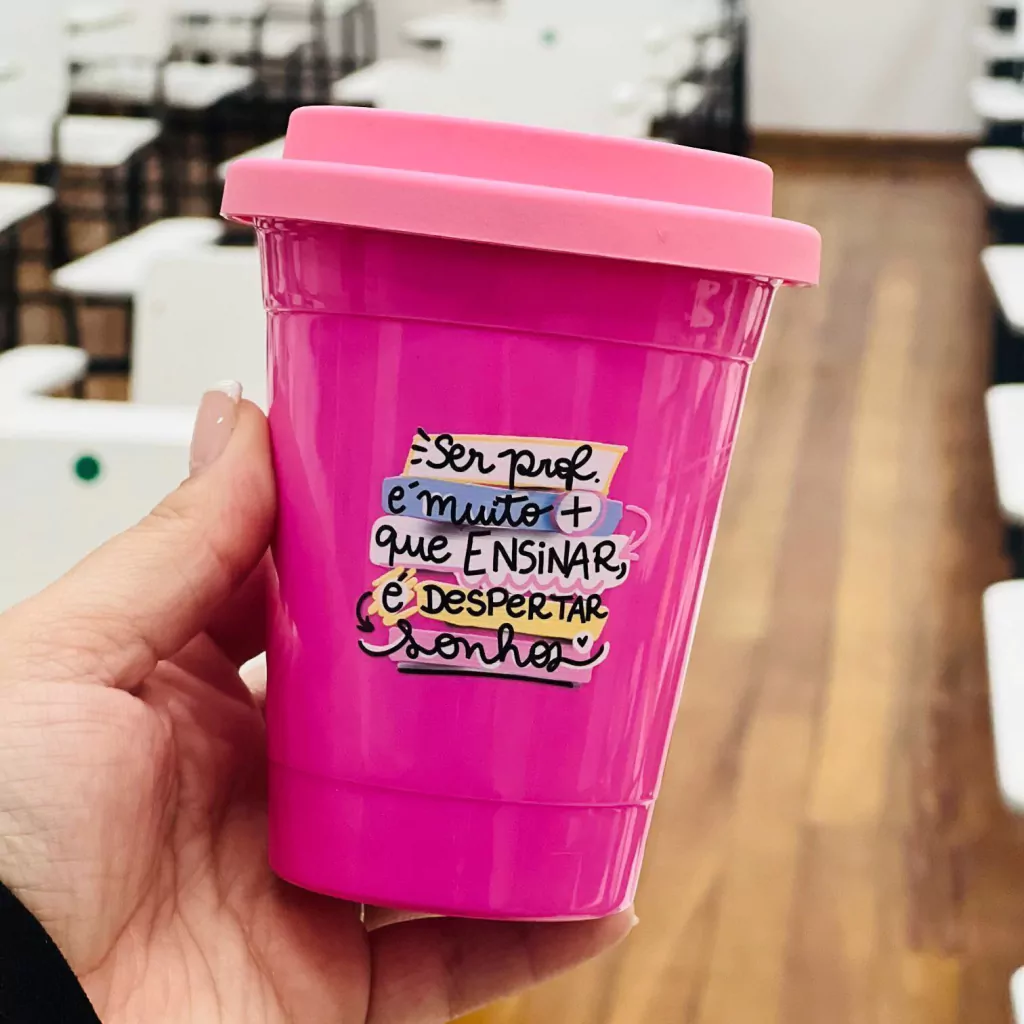 Ser prof.
é muito +
que ENSINAR,
é DESPERTAR
sonhos